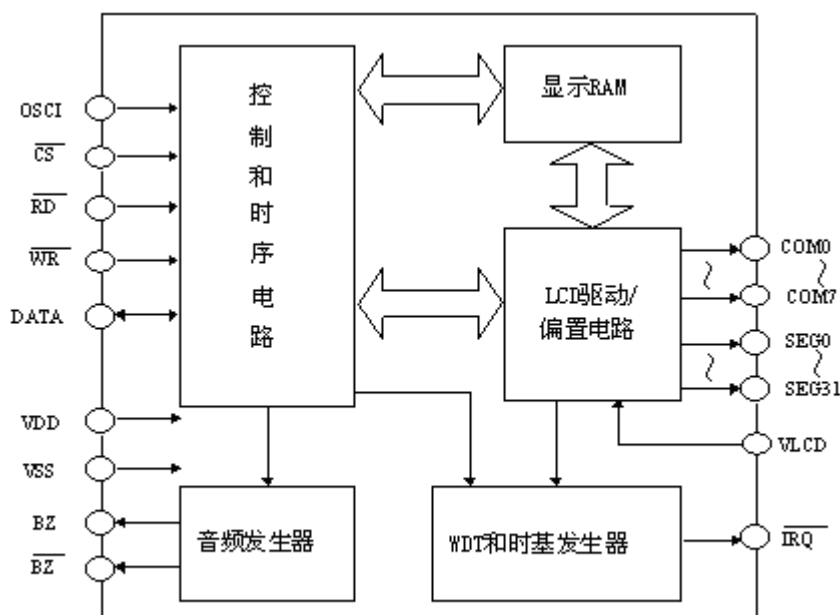 OSCI
CS
RD
WR
DATA
VDD
VSS
BZ
BZ
控制和时序电路
显示RAM
LCD驱动/
偏置电路
音频发生器
WDT和时基发生器
COM0
COM7
SEG0
SEG31
VLCD
IRQ